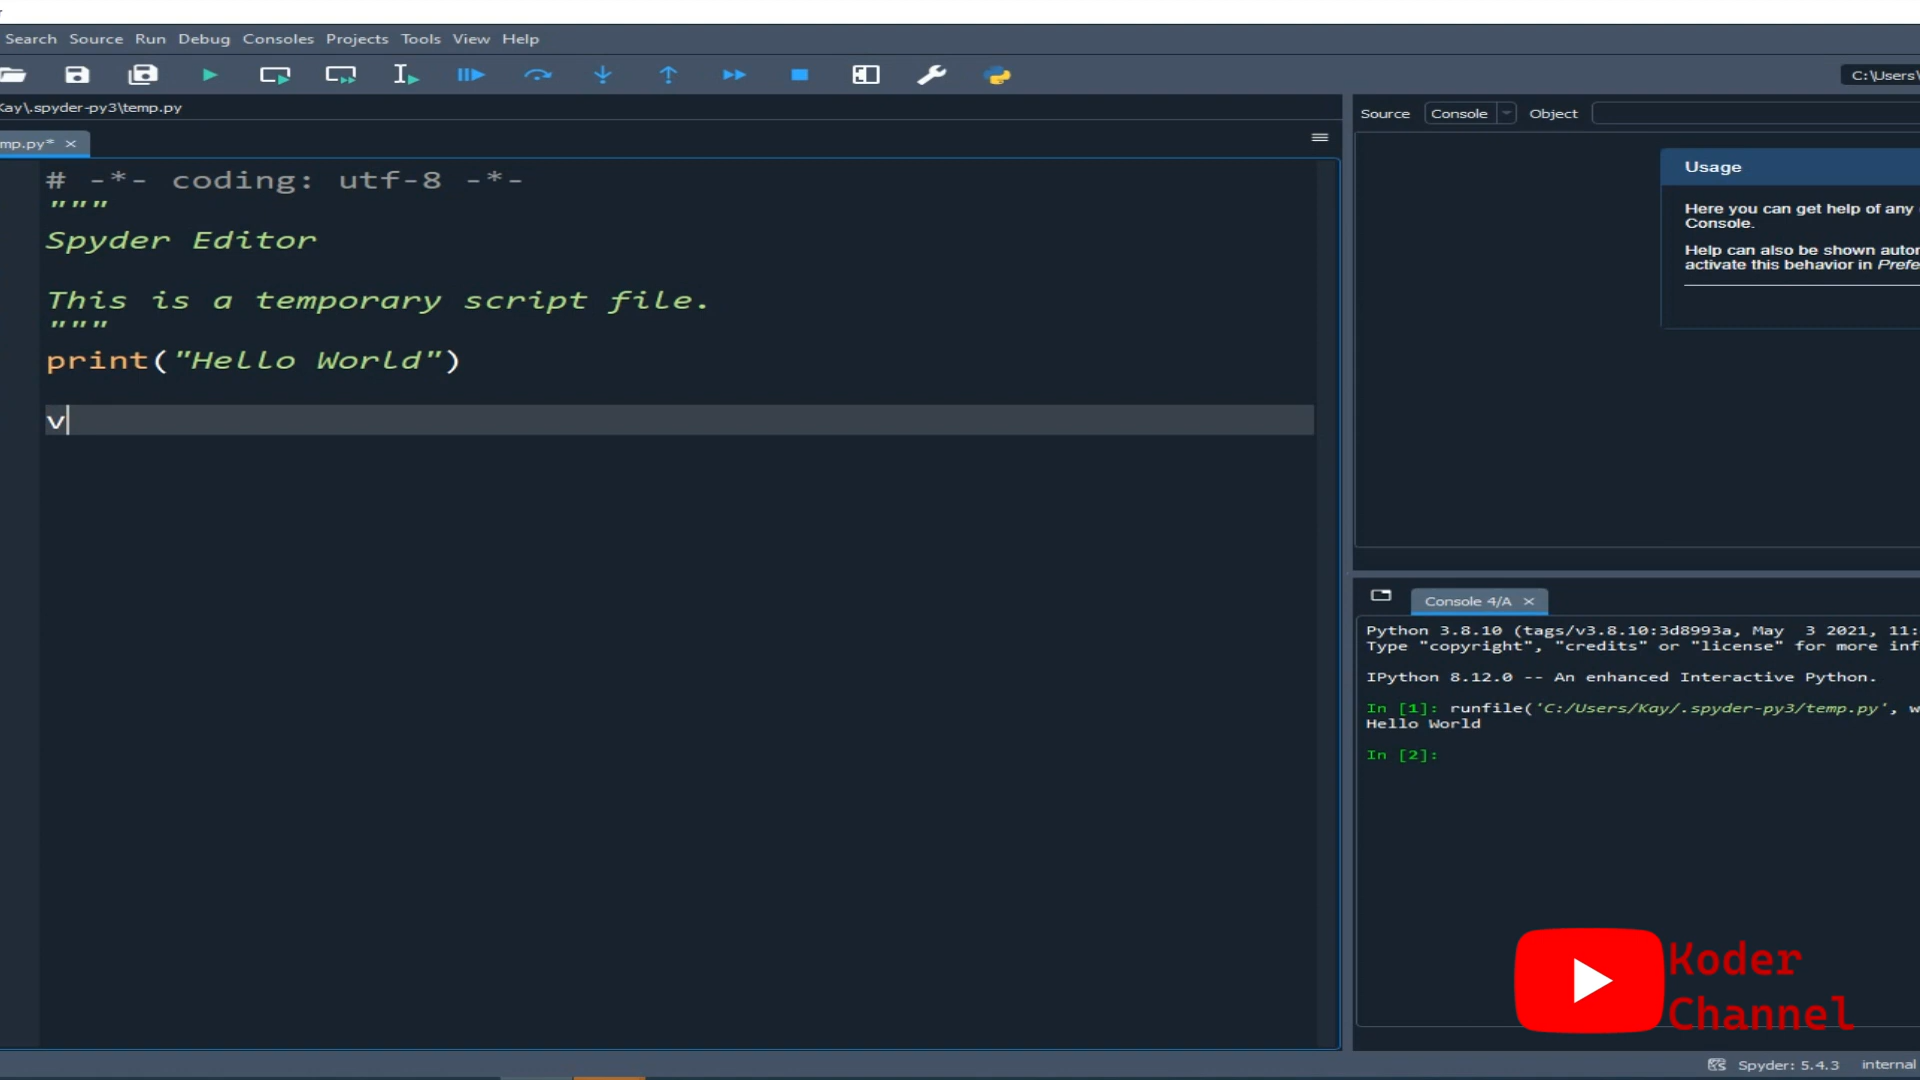 Search Source Run Debug Consoles Projects Tools View Help
C:\Users\
Kay\.spyder-py3\temp.py
mp.py*
# -*- coding: utf-8 -*-
"""
Spyder Editor
This is a temporary script file.
"""
print("Hello World")
v
Source Console Object
Usage
Here you can get help of any
Console.
Help can also be shown autom
activate this behavior in Prefe
Console 4/A
Python 3.8.10 (tags/v3.8.10:3d8993a, May  3 2021, 11:
Type "copyright", "credits" or "license" for more inf
IPython 8.12.0 -- An enhanced Interactive Python.
In [1]: runfile('C:/Users/Kay/.spyder-py3/temp.py', w
Hello World
In [2]:
Koder
Channel
Spyder: 5.4.3 internal